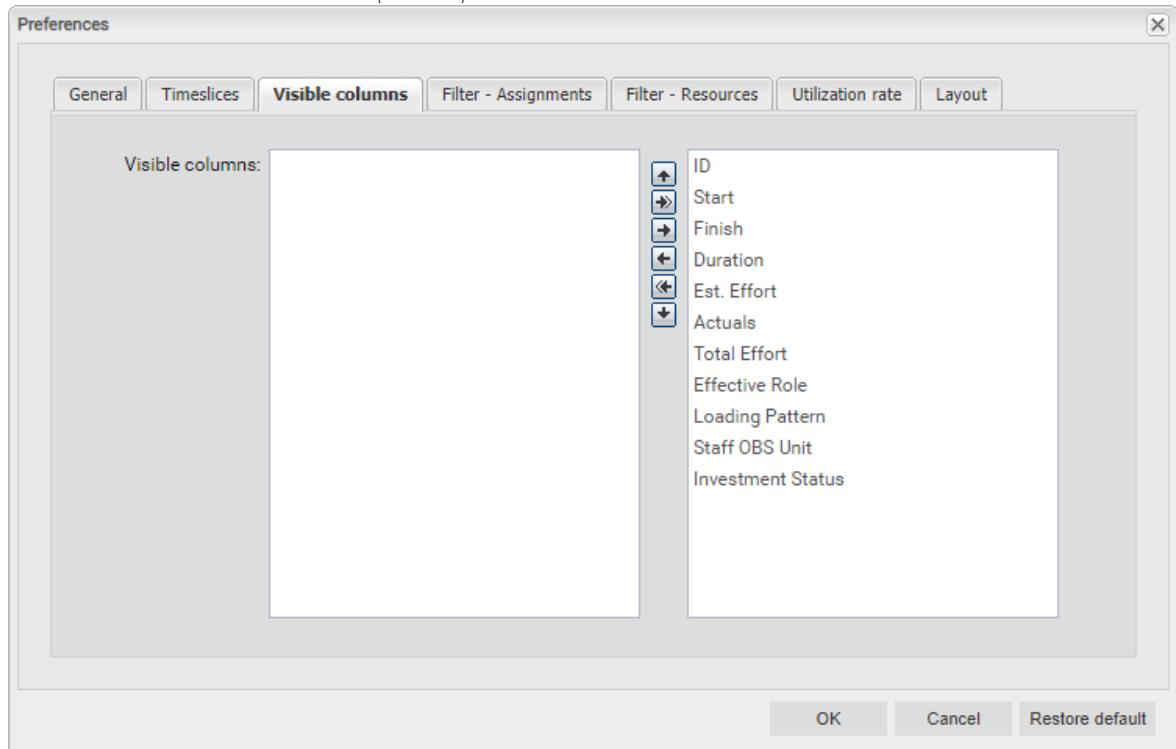 Preferences
General Timeslices Visible columns Filter - Assignments Filter - Resources Utilization rate Layout
Visible columns:
ID
Start
Finish
Duration
Est. Effort
Actuals
Total Effort
Effective Role
Loading Pattern
Staff OBS Unit
Investment Status
OK Cancel Restore default